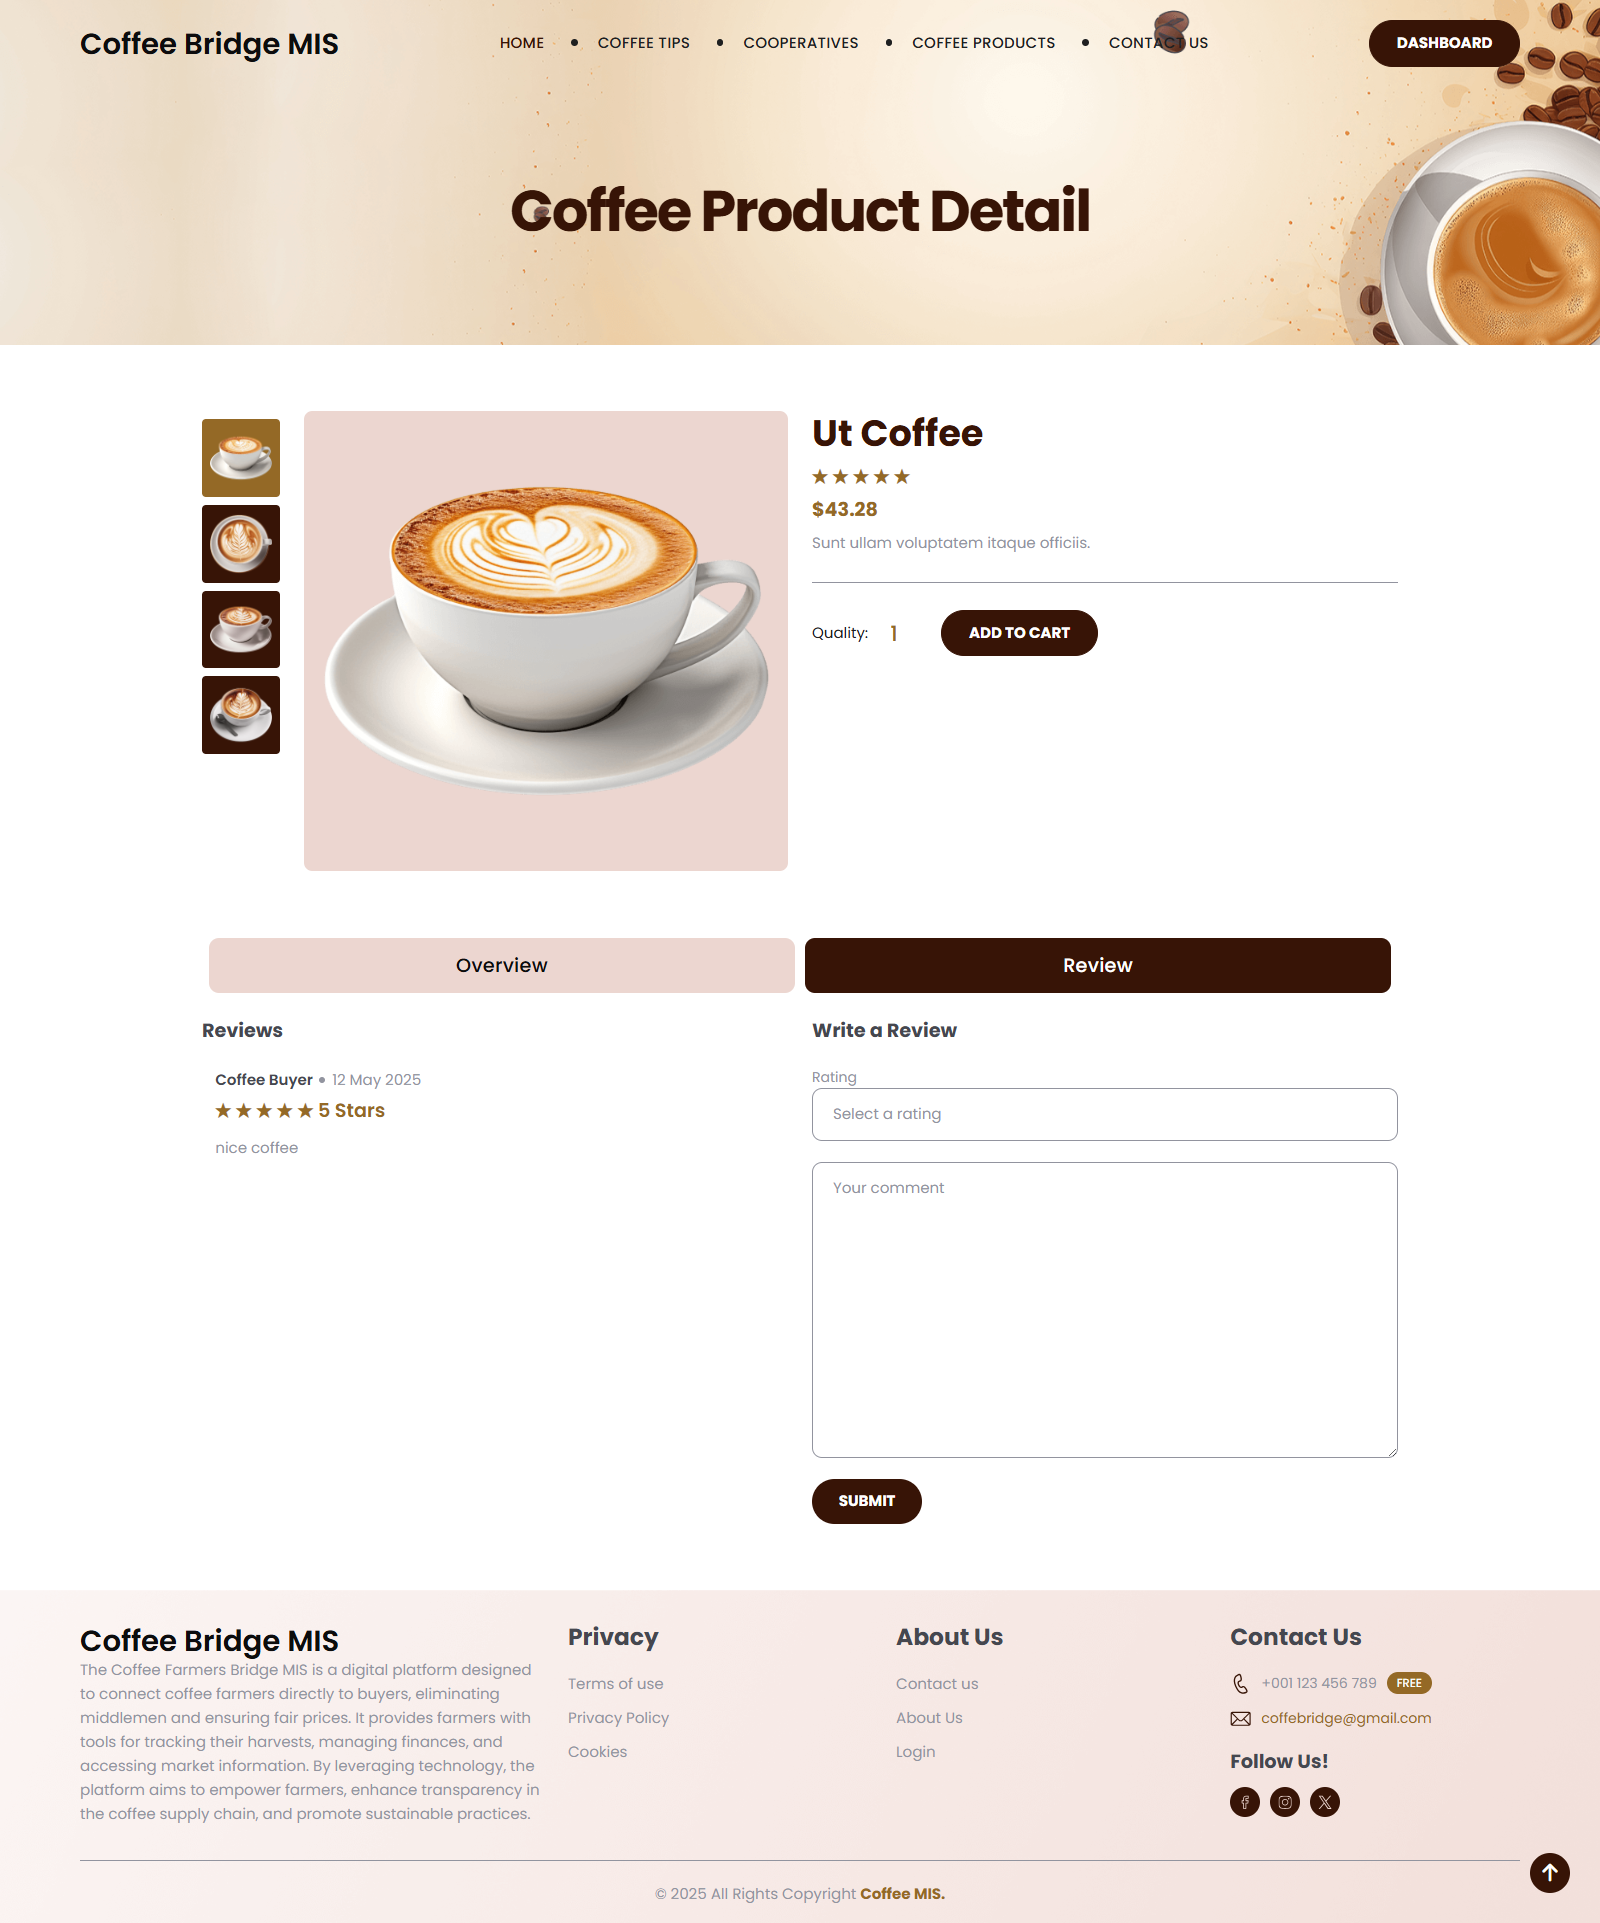 Coffee Bridge MIS
HOME
COFFEE TIPS
COOPERATIVES
COFFEE PRODUCTS
CONTACT US
DASHBOARD
Coffee Product Detail
Ut Coffee
$43.28
Sunt ullam voluptatem itaque officiis.
Quality:
1
ADD TO CART
Overview
Review
Reviews
Coffee Buyer • 12 May 2025
★★★★★ 5 Stars
nice coffee
Write a Review
Rating
Select a rating
Your comment
SUBMIT
Coffee Bridge MIS
The Coffee Farmers Bridge MIS is a digital platform designed
to connect coffee farmers directly to buyers, eliminating
middlemen and ensuring fair prices. It provides farmers with
tools for tracking their harvests, managing finances, and
accessing market information. By leveraging technology, the
platform aims to empower farmers, enhance transparency in
the coffee supply chain, and promote sustainable practices.
Privacy
Terms of use
Privacy Policy
Cookies
About Us
Contact us
About Us
Login
Contact Us
+001 123 456 789 FREE
coffebridge@gmail.com
Follow Us!
© 2025 All Rights Copyright Coffee MIS.